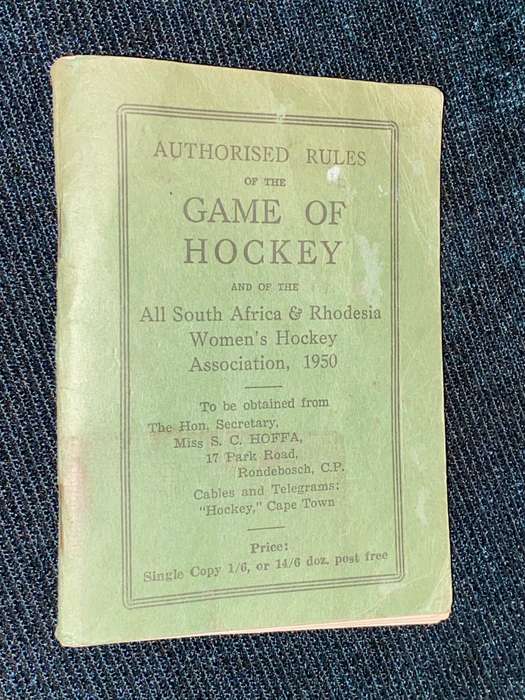 AUTHORISED RULES
OF THE
GAME OF
HOCKEY
AND OF THE
All South Africa & Rhodesia
Women's Hockey
Association, 1950
To be obtained from
The Hon. Secretary,
Miss S. C. HOFFA,
17 Park Road,
Rondebosch, C.P.
Cables and Telegrams:
"Hockey," Cape Town
Price:
Single Copy 1/6, or 14/6 doz. post free